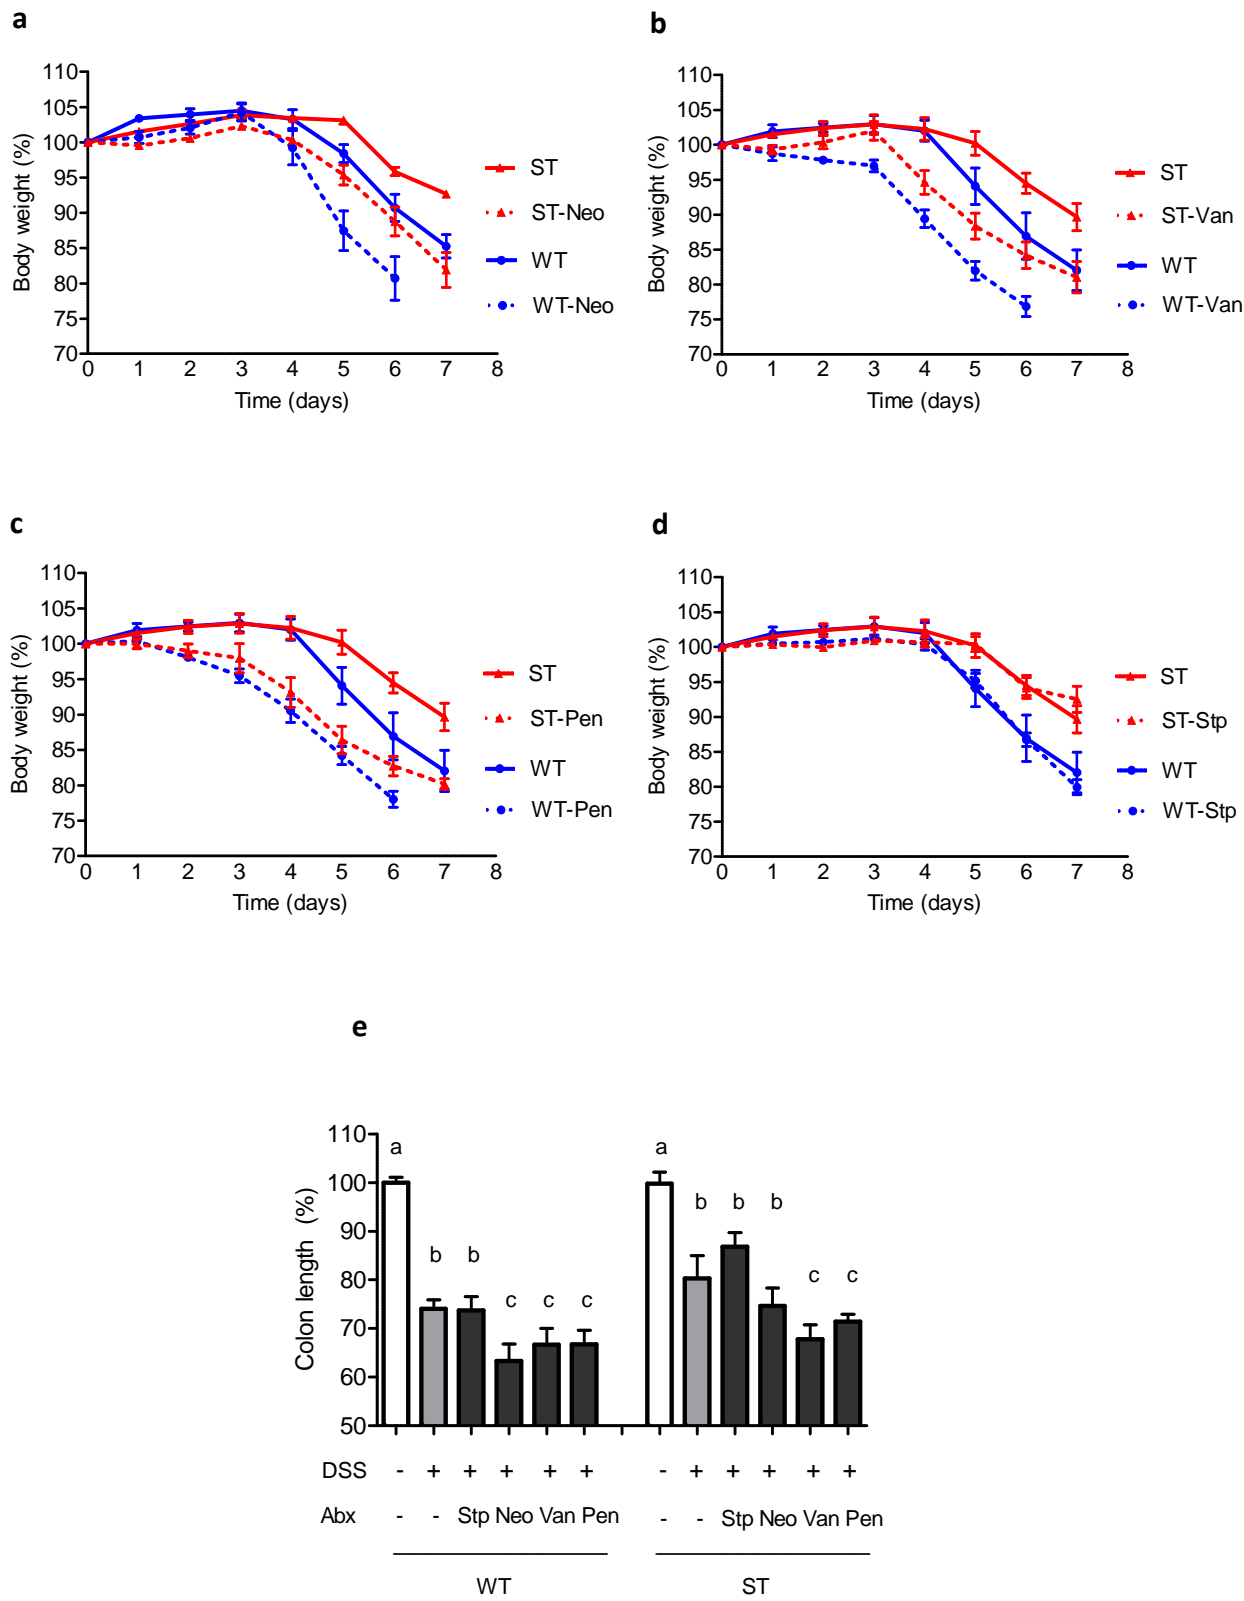 a
110
105
100
95
90
85
80
75
70
Body weight (%)
0 1 2 3 4 5 6 7 8
Time (days)
ST
ST-Neo
WT
WT-Neo
b
110
105
100
95
90
85
80
75
70
Body weight (%)
0 1 2 3 4 5 6 7 8
Time (days)
ST
ST-Van
WT
WT-Van
c
110
105
100
95
90
85
80
75
70
Body weight (%)
0 1 2 3 4 5 6 7 8
Time (days)
ST
ST-Pen
WT
WT-Pen
d
110
105
100
95
90
85
80
75
70
Body weight (%)
0 1 2 3 4 5 6 7 8
Time (days)
ST
ST-Stp
WT
WT-Stp
e
110
100
90
80
70
60
50
Colon length (%)
a b b c c c a b b b c c
DSS - + + + + + - + + + + +
Abx - - Stp Neo Van Pen - - Stp Neo Van Pen
WT ST